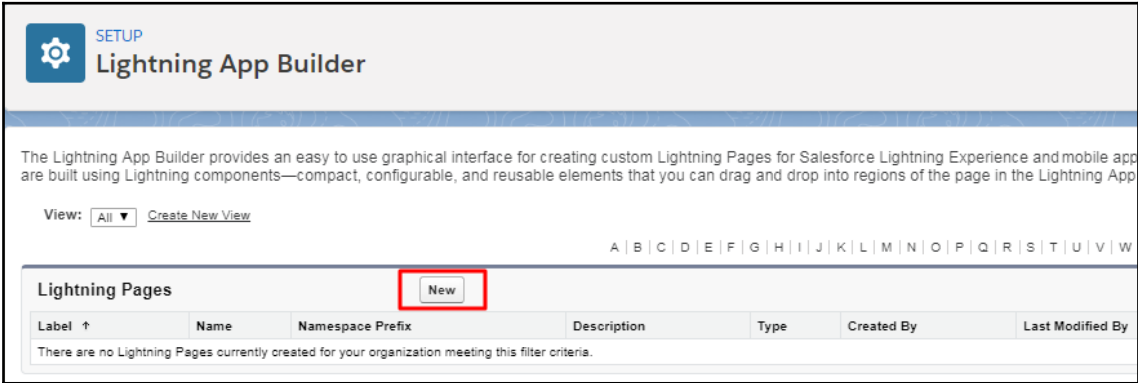 SETUP
Lightning App Builder
The Lightning App Builder provides an easy to use graphical interface for creating custom Lightning Pages for Salesforce Lightning Experience and mobile app
are built using Lightning components—compact, configurable, and reusable elements that you can drag and drop into regions of the page in the Lightning App
View: All ▼ Create New View
A | B | C | D | E | F | G | H | I | J | K | L | M | N | O | P | Q | R | S | T | U | V | W
Lightning Pages New
Label ↑ Name Namespace Prefix Description Type Created By Last Modified By
There are no Lightning Pages currently created for your organization meeting this filter criteria.